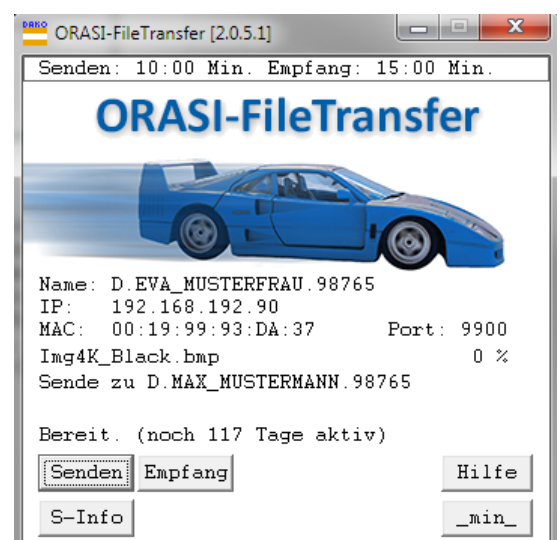 DAKO
ORASI-FileTransfer [2.0.5.1]
Senden: 10:00 Min. Empfang: 15:00 Min.
ORASI-FileTransfer
Name: D.EVA_MUSTERFRAU.98765
IP: 192.168.192.90
MAC: 00:19:99:93:DA:37 Port: 9900
Img4K_Black.bmp 0 %
Sende zu D.MAX_MUSTERMANN.98765
Bereit. (noch 117 Tage aktiv)
Senden Empfang Hilfe
S-Info _min_